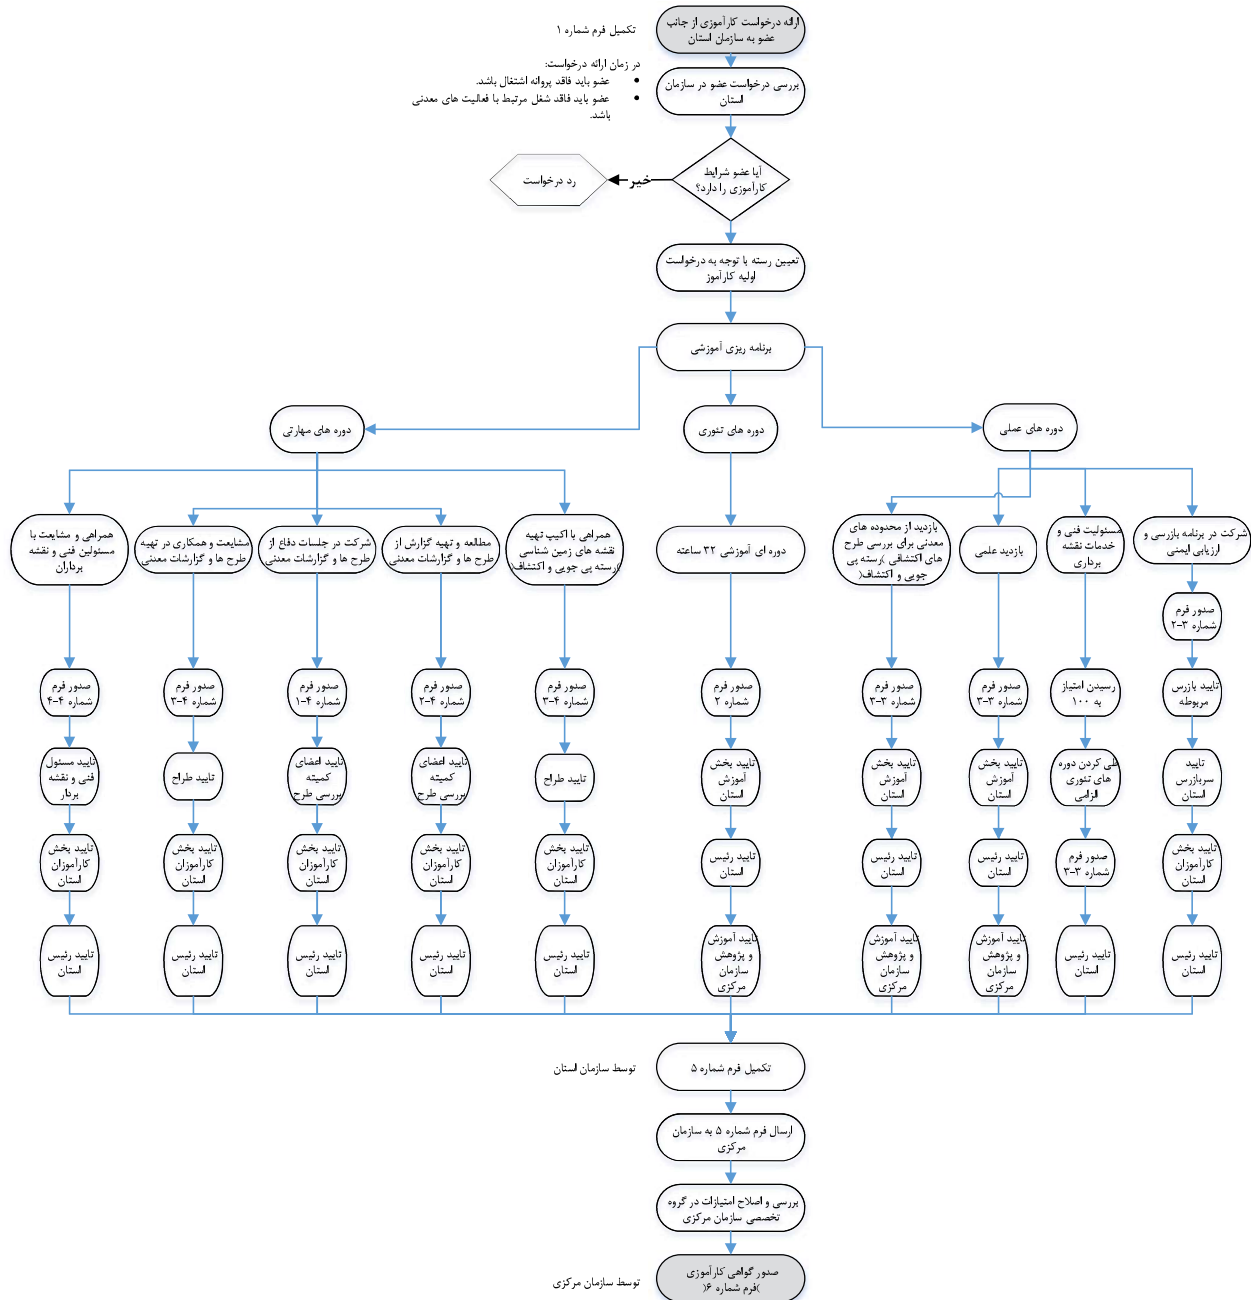 ارائه درخواست کارآموزی از جانب
عضو به سازمان استان
تکمیل فرم شماره ۱
در زمان ارائه درخواست:
• عضو باید فاقد پروانه اشتغال باشد.
• عضو باید فاقد شغل مرتبط با فعالیت های معدنی
باشد.
بررسی درخواست عضو در سازمان
استان
آیا عضو شرایط
کارآموزی را دارد؟
خیر
رد درخواست
تعیین رسته با توجه به درخواست
اولیه کارآموز
برنامه ریزی آموزشی
دوره های عملی
دوره های تئوری
دوره های مهارتی
شرکت در برنامه بازرسی و
ارزیابی ایمنی
مسئولیت فنی و
خدمات نقشه
برداری
بازدید علمی
بازدید از محدوده های
معدنی برای بررسی طرح
های اکتشافی )رسته پی
جویی و اکتشاف(
دوره ای آموزشی ۳۲ ساعته
همراهی با اکیپ تهیه
نقشه های زمین شناسی
)رسته پی جویی و اکتشاف(
مطالعه و تهیه گزارش از
طرح ها و گزارشات معدنی
شرکت در جلسات دفاع از
طرح ها و گزارشات معدنی
مشایعت و همکاری در تهیه
طرح ها و گزارشات معدنی
همراهی و مشایعت با
مسئولین فنی و نقشه
برداران
صدور فرم
شماره ۳-۲
تایید بازرس
مربوطه
رسیدن امتیاز
به ۱۰۰
صدور فرم
شماره ۳-۳
صدور فرم
شماره ۳-۳
صدور فرم
شماره ۲
صدور فرم
شماره ۴-۳
صدور فرم
شماره ۴-۲
صدور فرم
شماره ۴-۱
صدور فرم
شماره ۴-۳
صدور فرم
شماره ۴-۴
تایید
سربازرس
استان
طی کردن دوره
های تئوری
الزامی
تایید بخش
آموزش
استان
تایید بخش
آموزش
استان
تایید بخش
آموزش
استان
تایید طراح
تایید اعضای
کمیته
بررسی طرح
تایید اعضای
کمیته
بررسی طرح
تایید طراح
تایید مسئول
فنی و نقشه
بردار
تایید بخش
کارآموزان
استان
صدور فرم
شماره ۳-۳
تایید رئیس
استان
تایید رئیس
استان
تایید رئیس
استان
تایید بخش
کارآموزان
استان
تایید بخش
کارآموزان
استان
تایید بخش
کارآموزان
استان
تایید بخش
کارآموزان
استان
تایید بخش
کارآموزان
استان
تایید رئیس
استان
تایید رئیس
استان
تایید آموزش
و پژوهش
سازمان
مرکزی
تایید آموزش
و پژوهش
سازمان
مرکزی
تایید آموزش
و پژوهش
سازمان
مرکزی
تایید رئیس
استان
تایید رئیس
استان
تایید رئیس
استان
تایید رئیس
استان
تایید رئیس
استان
تکمیل فرم شماره ۵
توسط سازمان استان
ارسال فرم شماره ۵ به سازمان
مرکزی
بررسی و اصلاح امتیازات در گروه
تخصصی سازمان مرکزی
صدور گواهی کارآموزی
)فرم شماره ۶(
توسط سازمان مرکزی